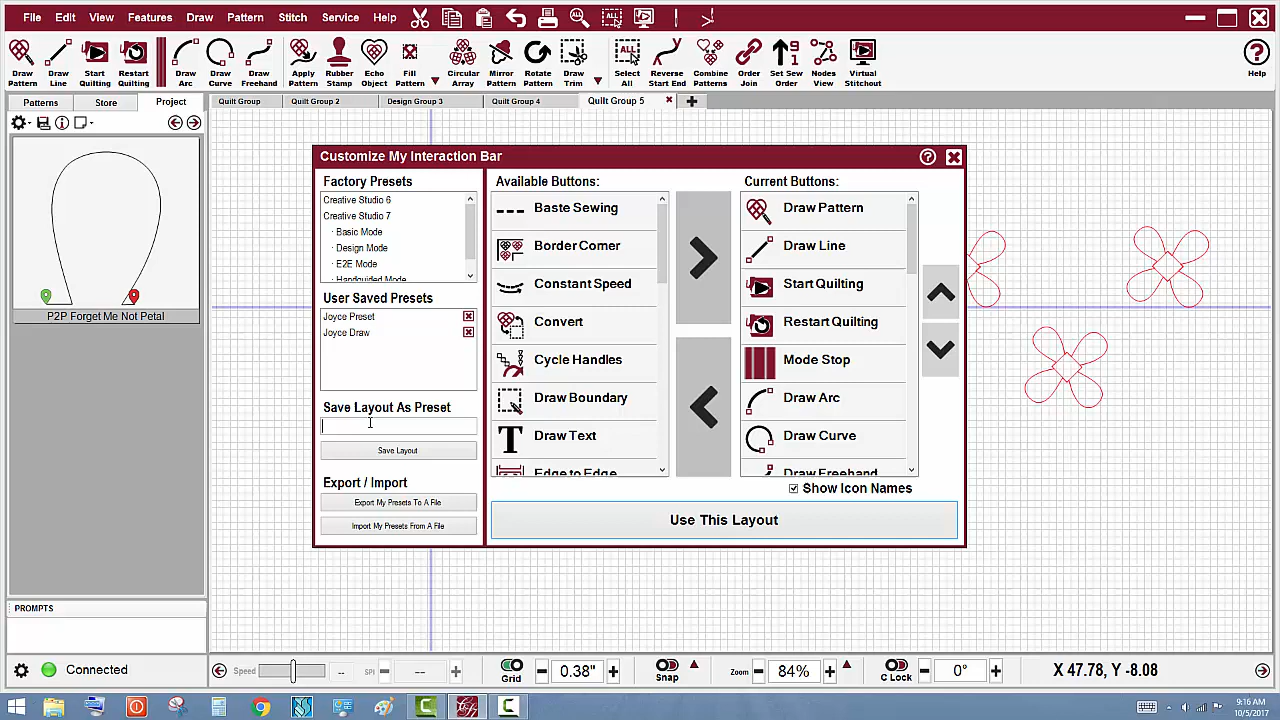 File Edit View Features Draw Pattern Stitch Service Help
Draw Pattern
Draw Line
Start Quilting
Restart Quilting
Draw Arc
Draw Curve
Draw Freehand
Apply Pattern
Rubber Stamp
Echo Object
Fill Pattern
Circular Array
Mirror Pattern
Rotate Pattern
Draw Trim
Select All
Reverse Start End
Combine Patterns
Order Join
Set Sew Order
Nodes View
Virtual Stitchout
Help
Patterns Store Project
Quilt Group Quilt Group 2 Design Group 3 Quilt Group 4 Quilt Group 5
P2P Forget Me Not Petal
Customize My Interaction Bar
Factory Presets
Creative Studio 6
Creative Studio 7
· Basic Mode
· Design Mode
· E2E Mode
· Handguided Mode
User Saved Presets
Joyce Preset
Joyce Draw
Save Layout As Preset
Save Layout
Export / Import
Export My Presets To A File
Import My Presets From A File
Available Buttons:
Baste Sewing
Border Corner
Constant Speed
Convert
Cycle Handles
Draw Boundary
Draw Text
Edge to Edge
Current Buttons:
Draw Pattern
Draw Line
Start Quilting
Restart Quilting
Mode Stop
Draw Arc
Draw Curve
Draw Freehand
Show Icon Names
Use This Layout
PROMPTS
Connected
Speed -- SPI -- Grid 0.38" Snap Zoom 84% C Lock 0° X 47.78, Y -8.08
9:16 AM
10/5/2017